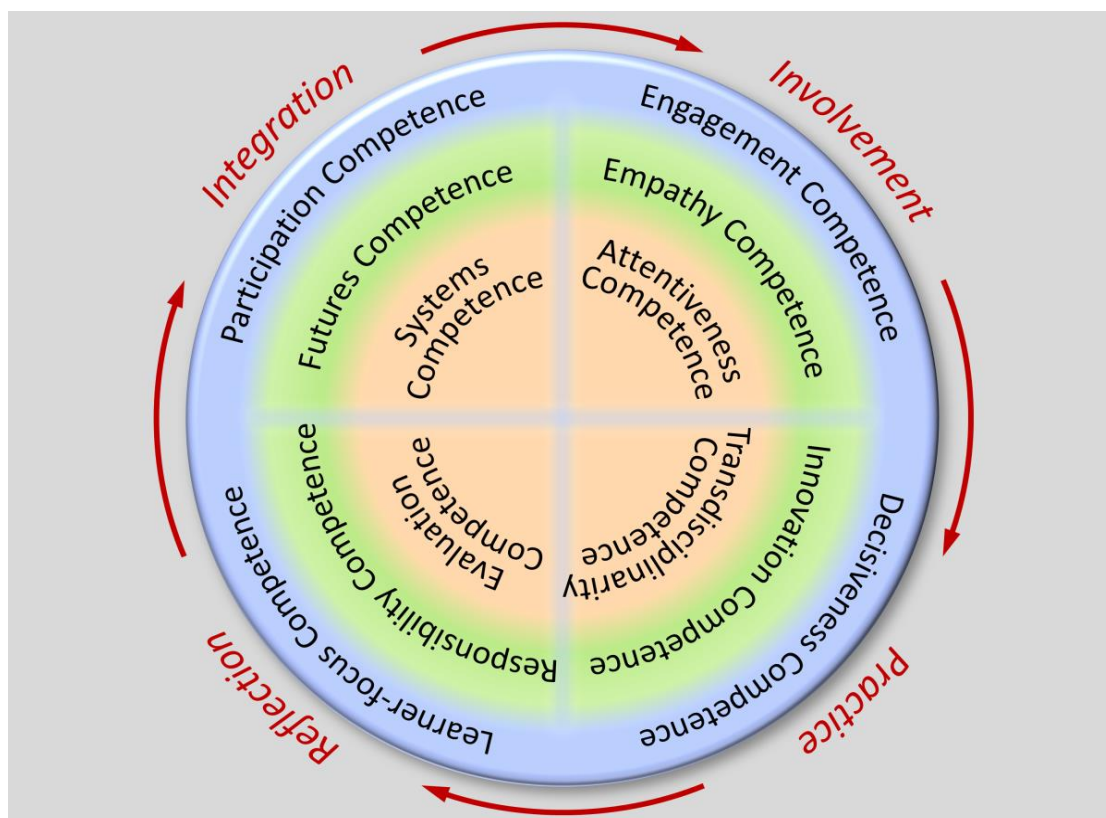 Integration
Involvement
Practice
Reflection
Participation Competence
Engagement Competence
Decisiveness Competence
Learner-focus Competence
Futures Competence
Empathy Competence
Innovation Competence
Responsibility Competence
Systems
Competence
Attentiveness
Competence
Transdisciplinarity
Competence
Evaluation
Competence